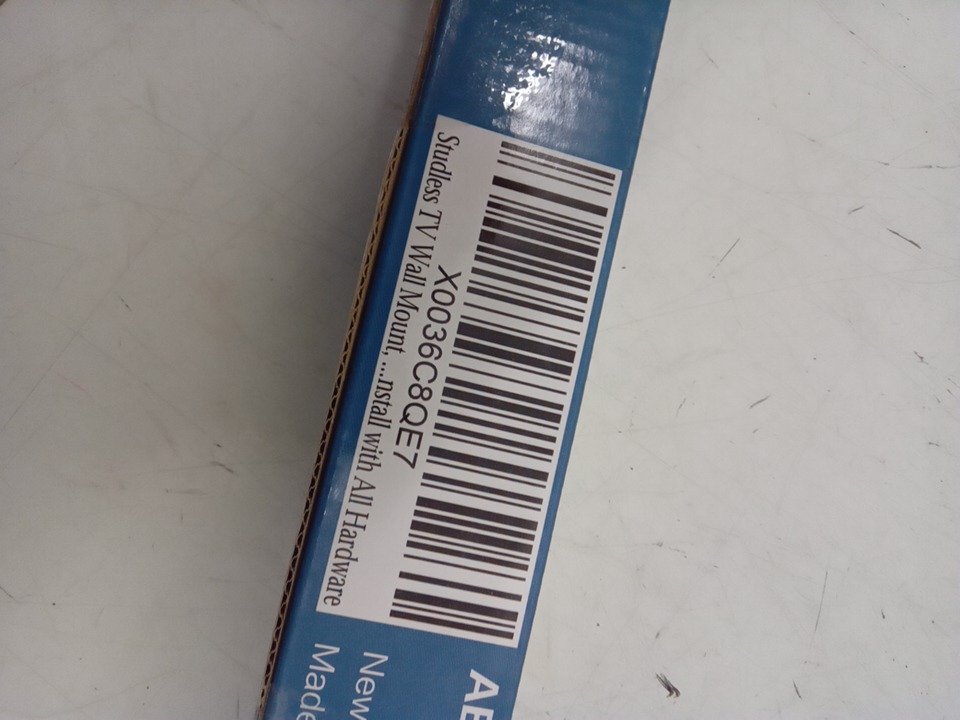 X0036C8QE7
Studless TV Wall Mount,...nstall with All Hardware
New
Made